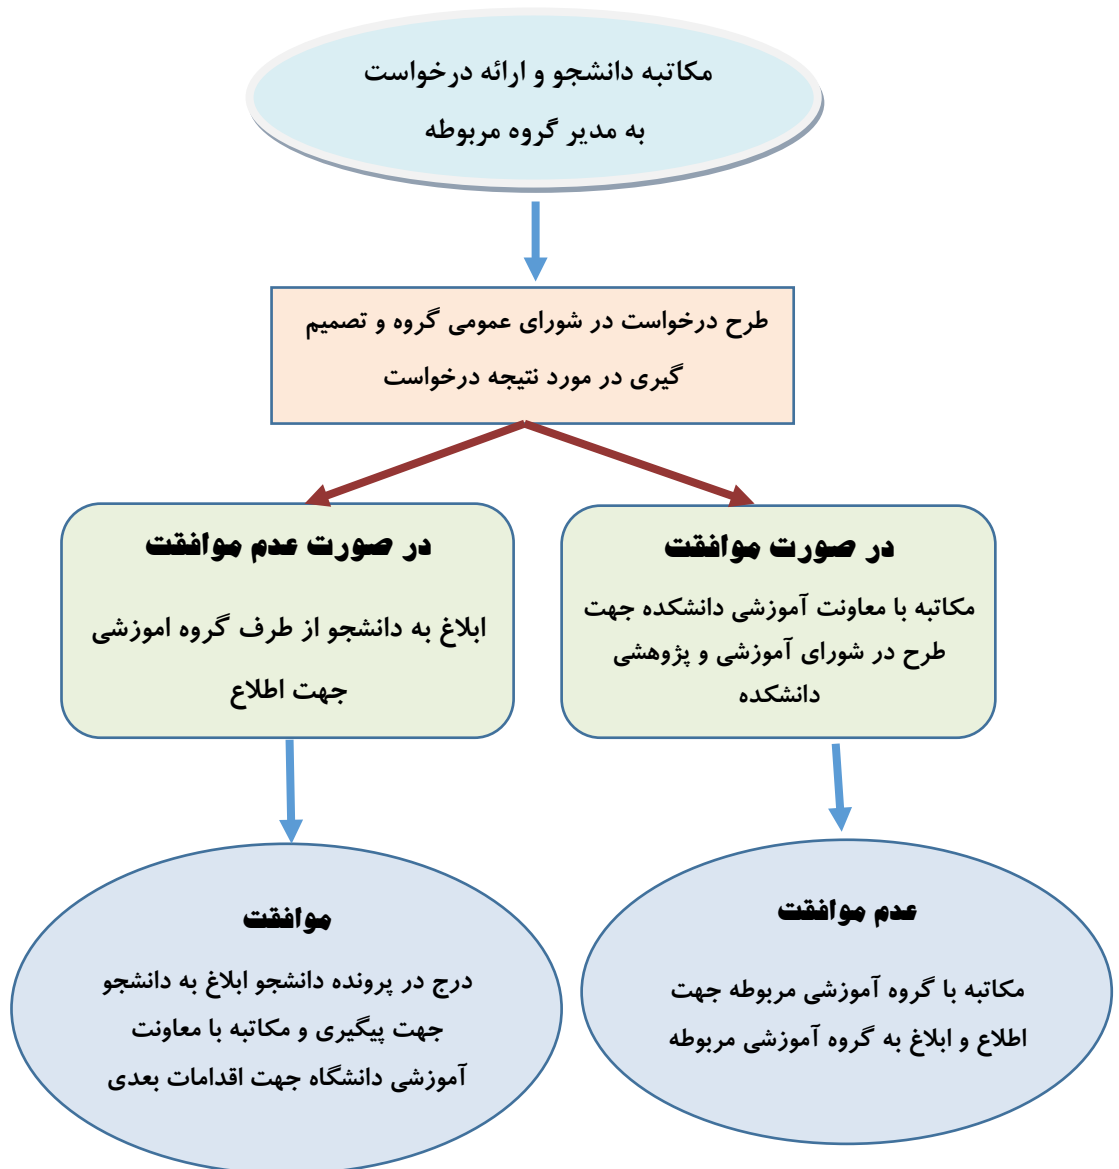 مکاتبه دانشجو و ارائه درخواست
به مدیر گروه مربوطه
طرح درخواست در شورای عمومی گروه و تصمیم
گیری در مورد نتیجه درخواست
در صورت موافقت
مکاتبه با معاونت آموزشی دانشکده جهت
طرح در شورای آموزشی و پژوهشی
دانشکده
در صورت عدم موافقت
ابلاغ به دانشجو از طرف گروه اموزشی
جهت اطلاع
عدم موافقت
مکاتبه با گروه آموزشی مربوطه جهت
اطلاع و ابلاغ به گروه آموزشی مربوطه
موافقت
درج در پرونده دانشجو ابلاغ به دانشجو
جهت پیگیری و مکاتبه با معاونت
آموزشی دانشگاه جهت اقدامات بعدی